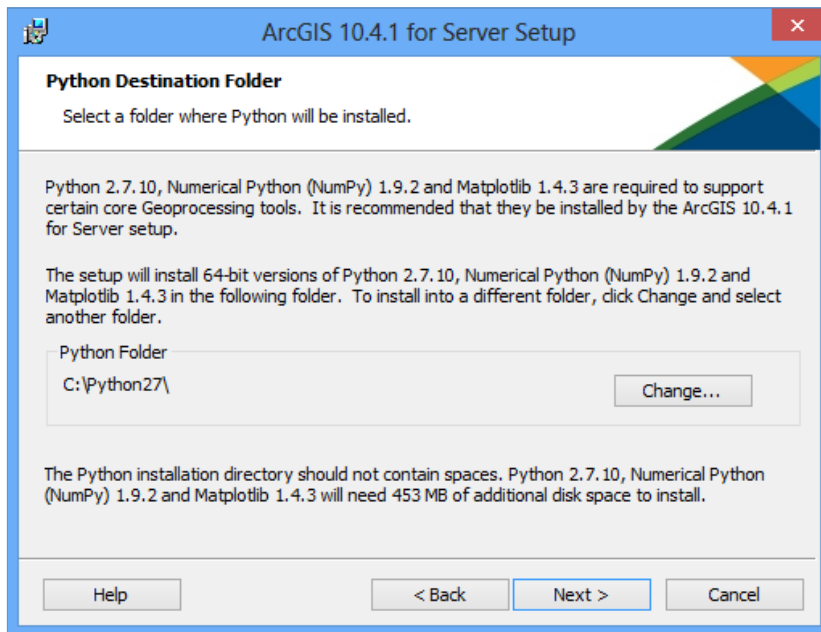 ArcGIS 10.4.1 for Server Setup
Python Destination Folder
Select a folder where Python will be installed.
Python 2.7.10, Numerical Python (NumPy) 1.9.2 and Matplotlib 1.4.3 are required to support
certain core Geoprocessing tools.  It is recommended that they be installed by the ArcGIS 10.4.1
for Server setup.
The setup will install 64-bit versions of Python 2.7.10, Numerical Python (NumPy) 1.9.2 and
Matplotlib 1.4.3 in the following folder.  To install into a different folder, click Change and select
another folder.
Python Folder
C:\Python27\
Change...
The Python installation directory should not contain spaces. Python 2.7.10, Numerical Python
(NumPy) 1.9.2 and Matplotlib 1.4.3 will need 453 MB of additional disk space to install.
Help
< Back
Next >
Cancel